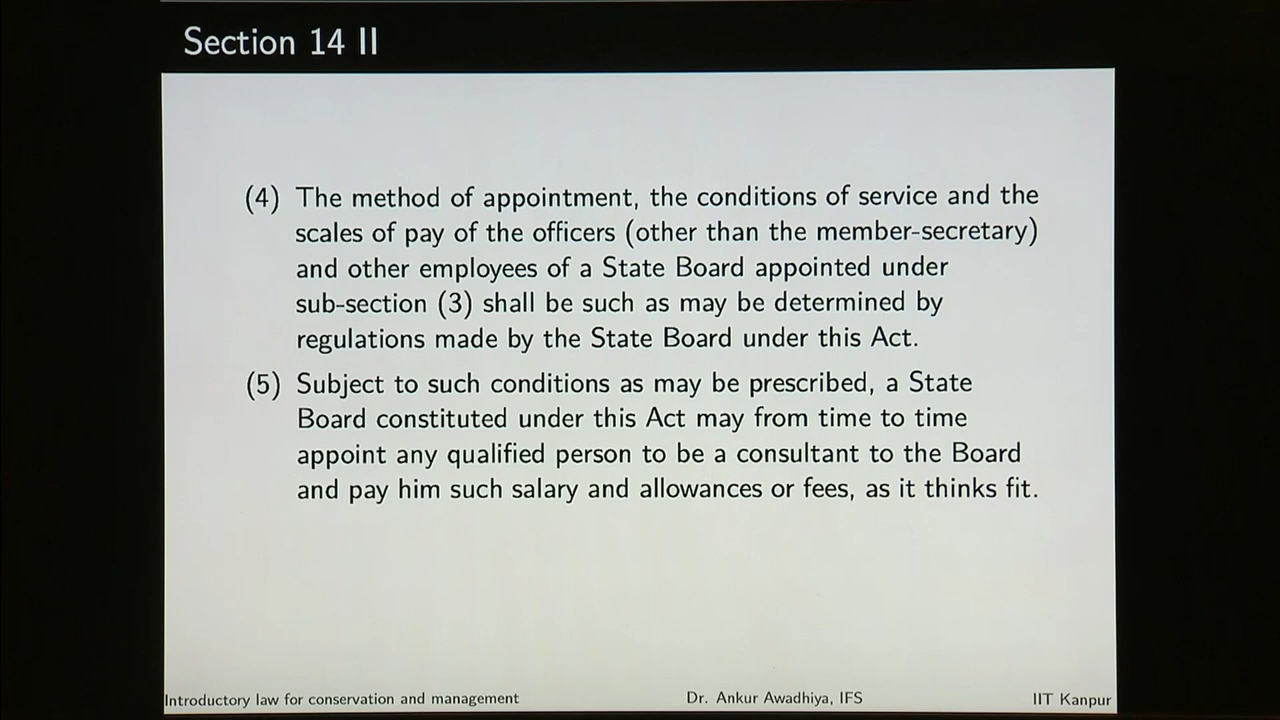 Section 14 II
(4) The method of appointment, the conditions of service and the
scales of pay of the officers (other than the member-secretary)
and other employees of a State Board appointed under
sub-section (3) shall be such as may be determined by
regulations made by the State Board under this Act.
(5) Subject to such conditions as may be prescribed, a State
Board constituted under this Act may from time to time
appoint any qualified person to be a consultant to the Board
and pay him such salary and allowances or fees, as it thinks fit.
Introductory law for conservation and management Dr. Ankur Awadhiya, IFS IIT Kanpur